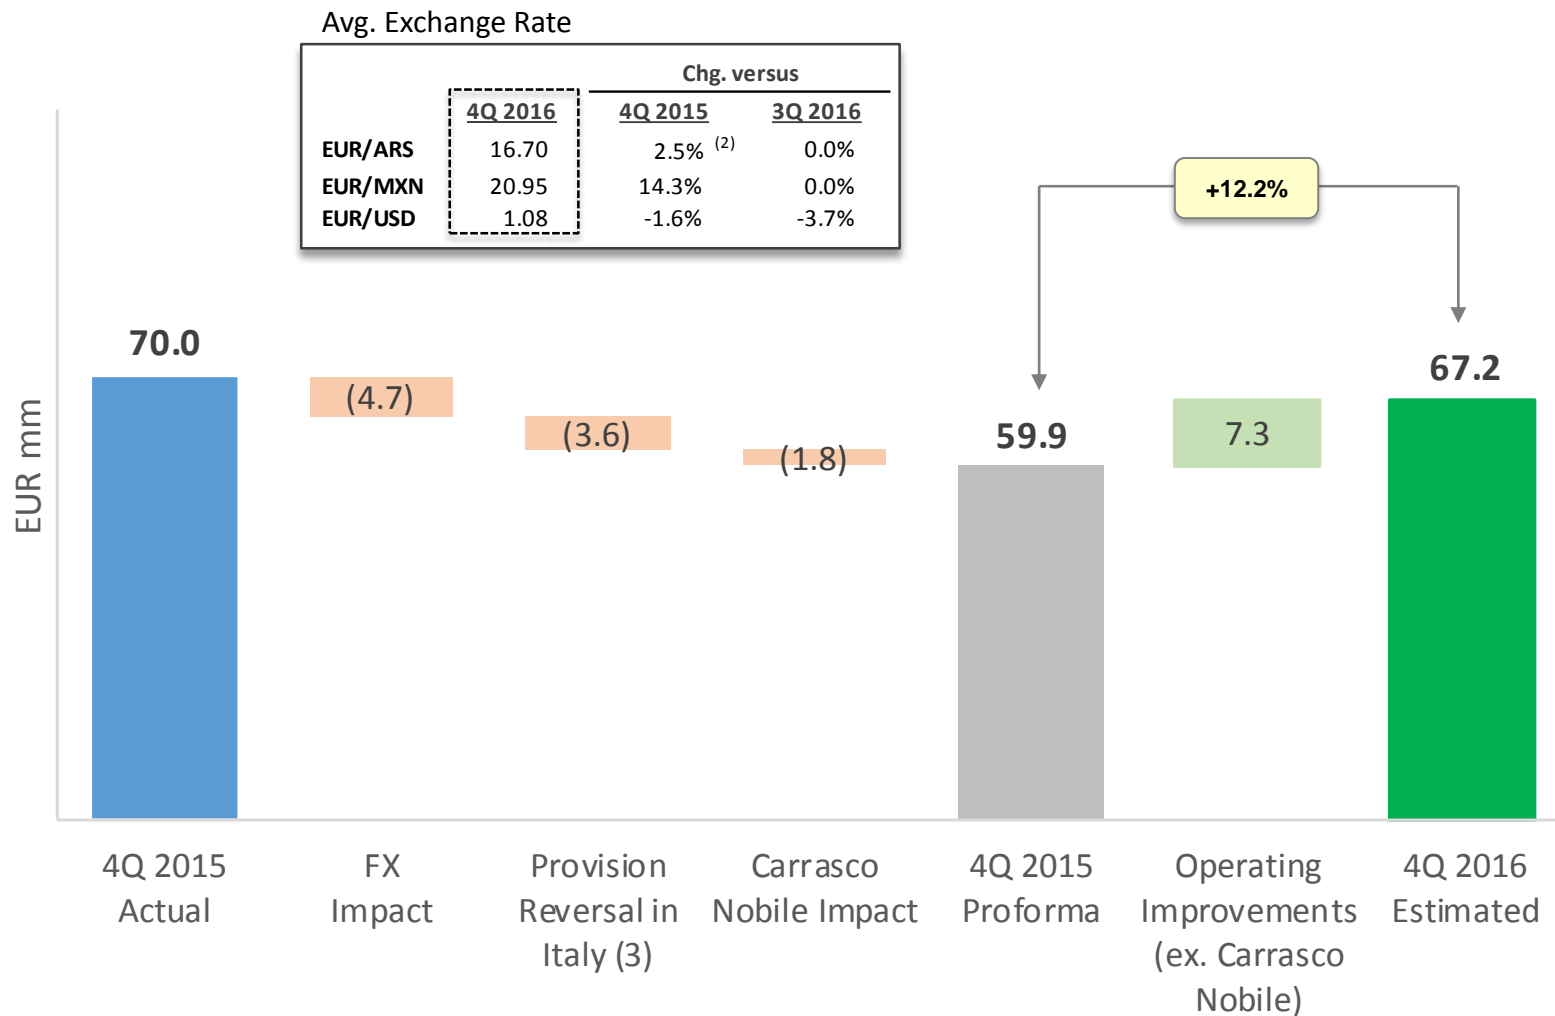 Avg. Exchange Rate
Chg. versus
4Q 2016 4Q 2015 3Q 2016
EUR/ARS 16.70 2.5% (2) 0.0%
EUR/MXN 20.95 14.3% 0.0%
EUR/USD 1.08 -1.6% -3.7%
+12.2%
EUR mm
70.0
(4.7)
(3.6)
(1.8)
59.9
7.3
67.2
4Q 2015
Actual
FX
Impact
Provision
Reversal in
Italy (3)
Carrasco
Nobile Impact
4Q 2015
Proforma
Operating
Improvements
(ex. Carrasco
Nobile)
4Q 2016
Estimated